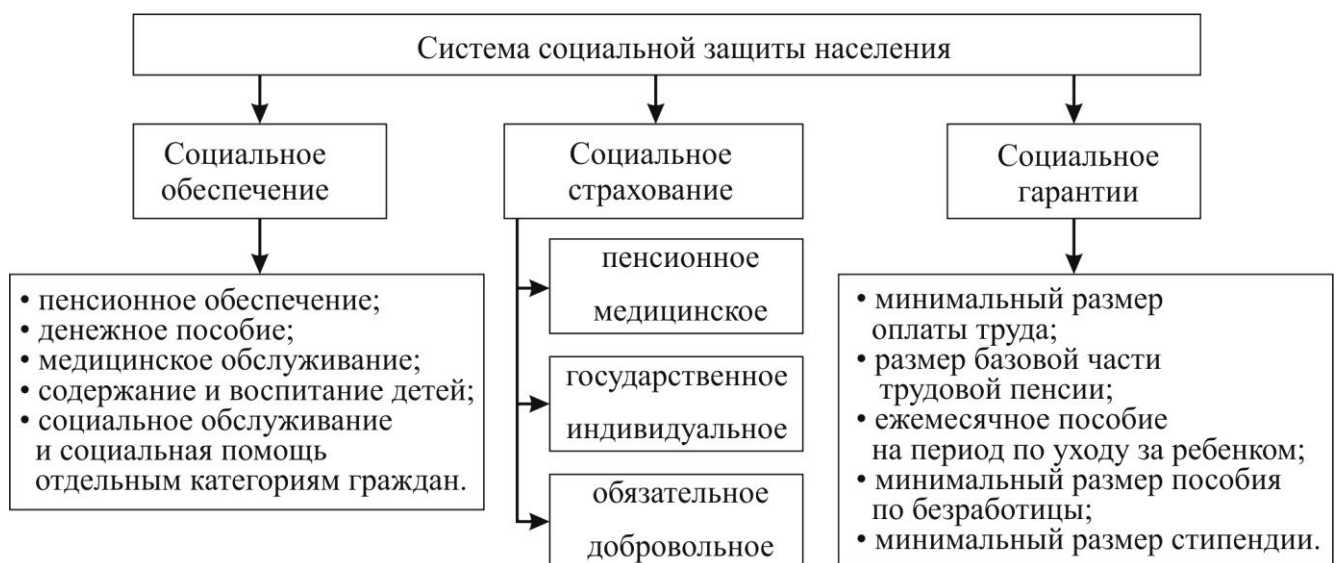 Система социальной защиты населения
Социальное
обеспечение
Социальное
страхование
Социальное
гарантии
• пенсионное обеспечение;
• денежное пособие;
• медицинское обслуживание;
• содержание и воспитание детей;
• социальное обслуживание
и социальная помощь
отдельным категориям граждан.
пенсионное
медицинское
государственное
индивидуальное
обязательное
добровольное
• минимальный размер
оплаты труда;
• размер базовой части
трудовой пенсии;
• ежемесячное пособие
на период по уходу за ребенком;
• минимальный размер пособия
по безработицы;
• минимальный размер стипендии.